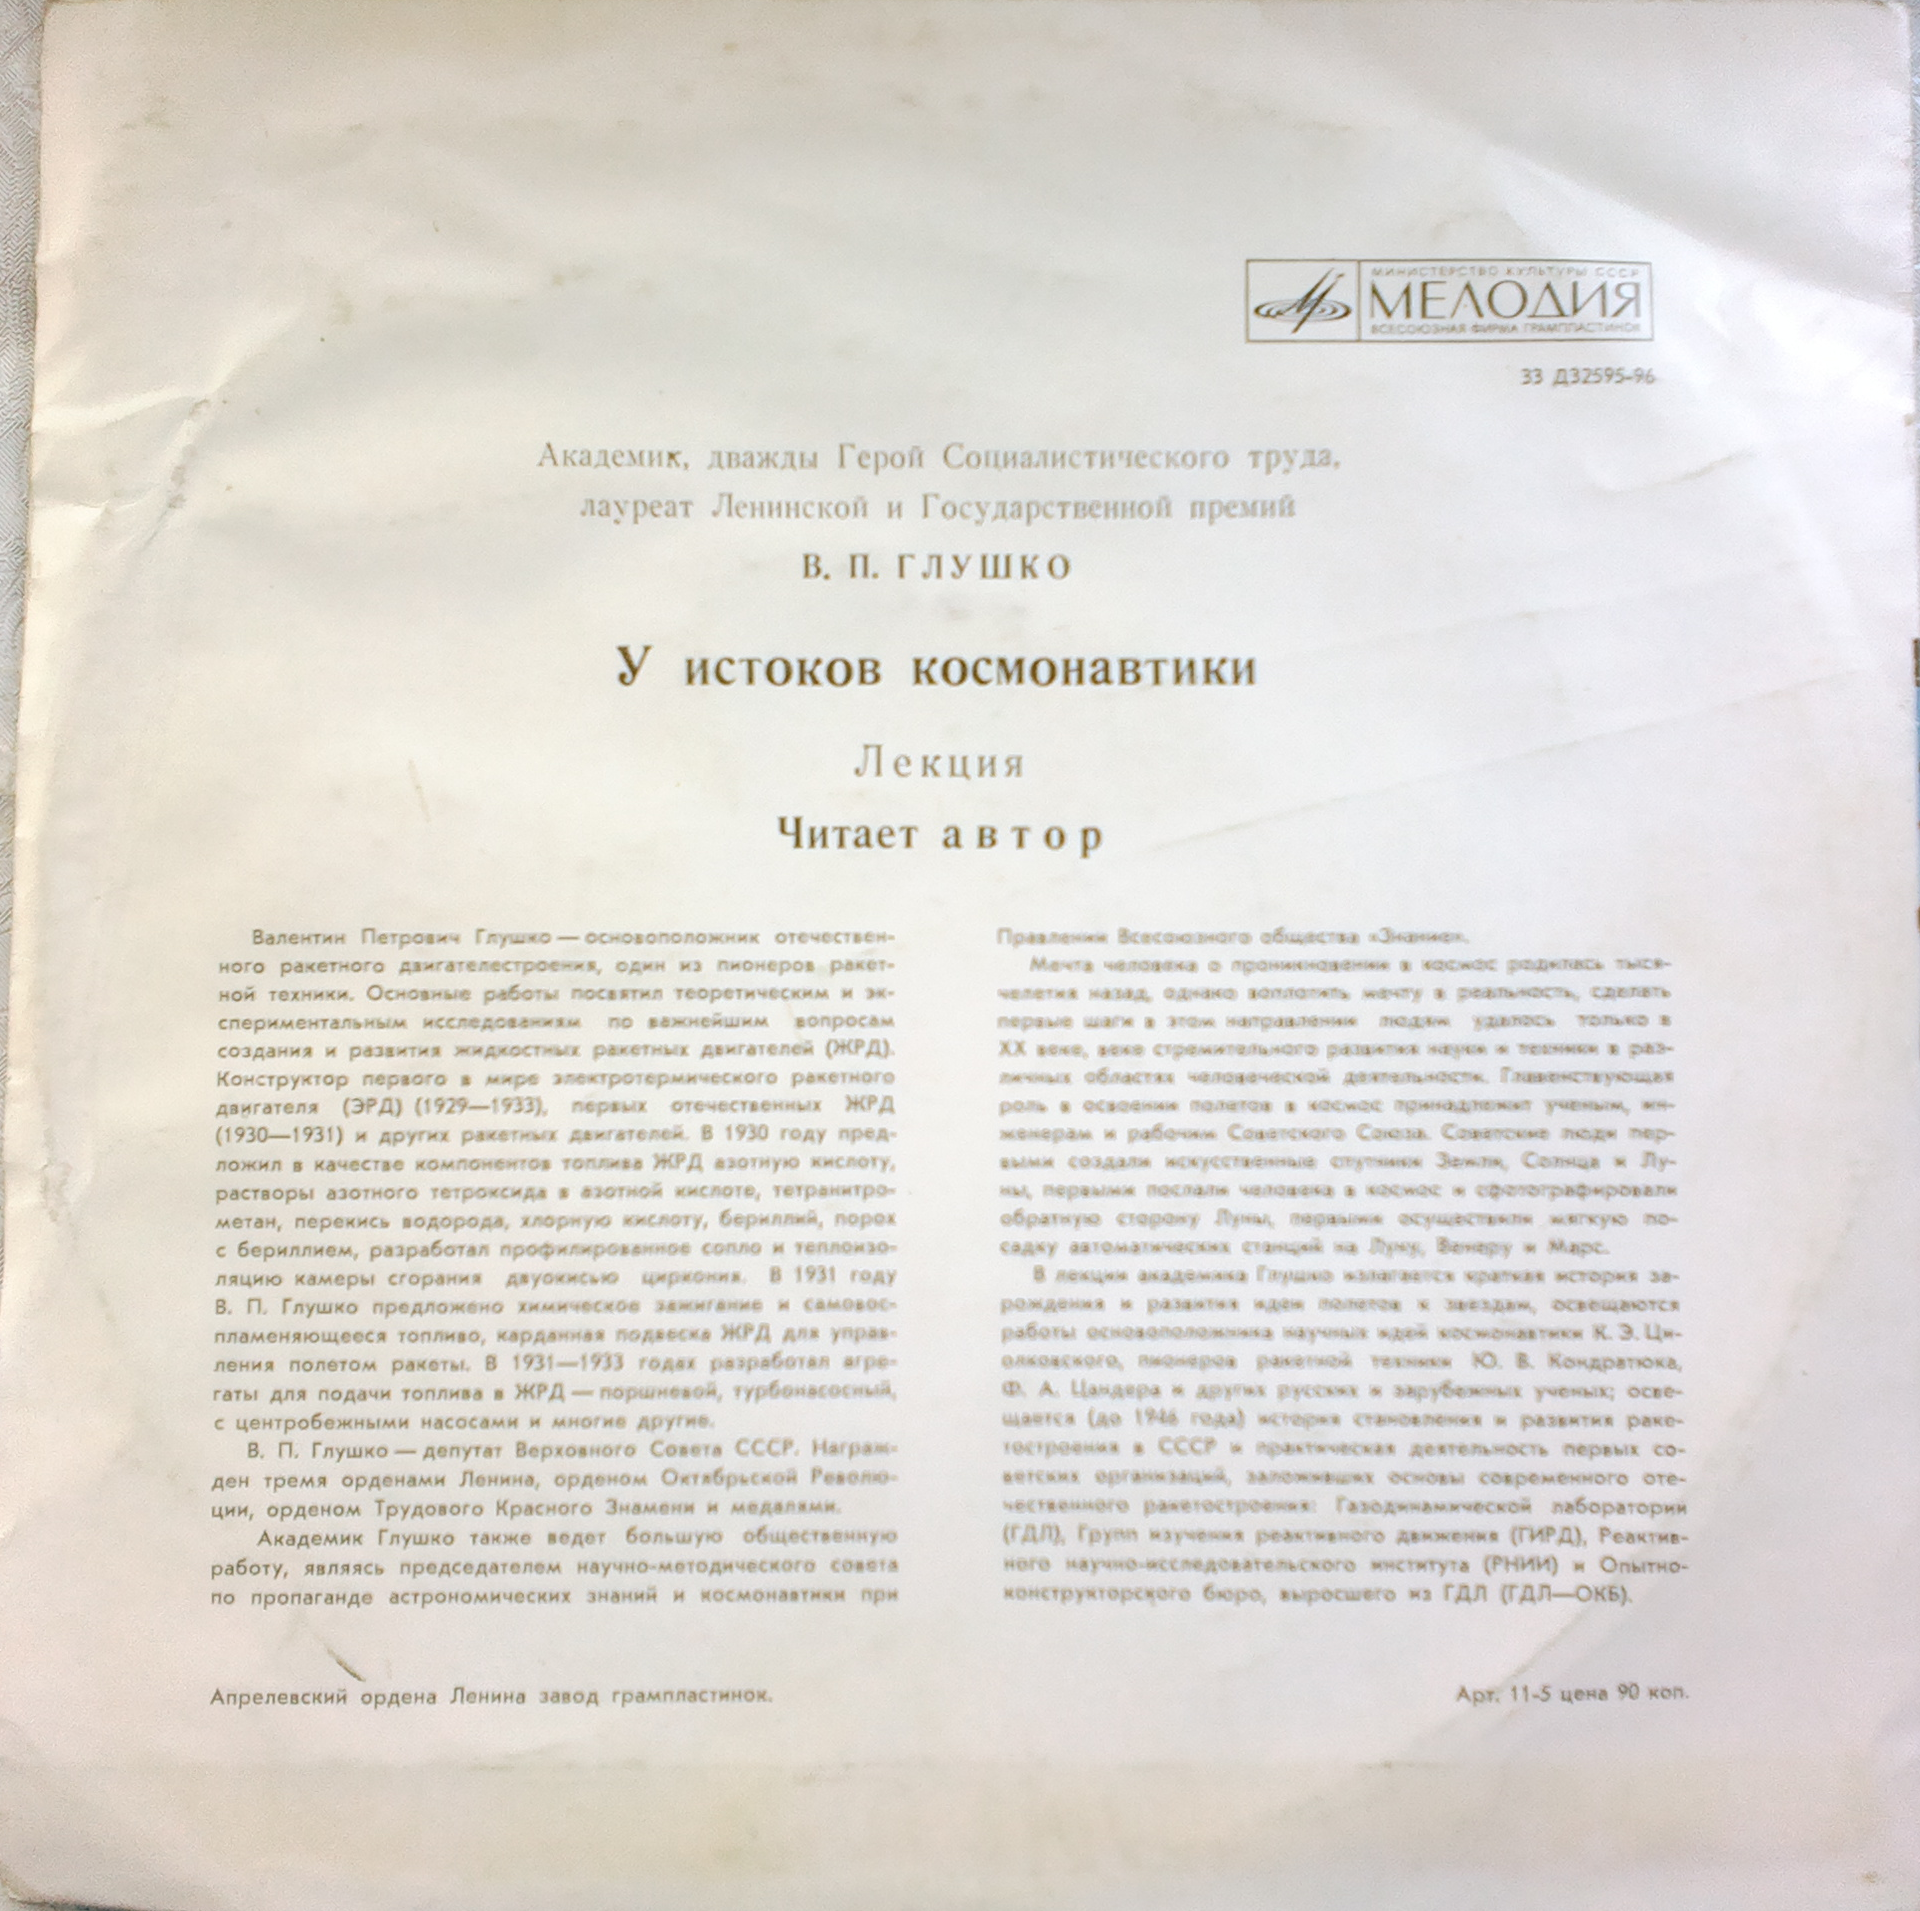 МИНИСТЕРСТВО КУЛЬТУРЫ СССР
МЕЛОДИЯ
ВСЕСОЮЗНАЯ ФИРМА ГРАМПЛАСТИНОК
33 Д32595-96
Академик, дважды Герой Социалистического труда,
лауреат Ленинской и Государственной премий
В. П. ГЛУШКО
У истоков космонавтики
Лекция
Читает автор
Валентин Петрович Глушко — основоположник отечествен-
ного ракетного двигателестроения, один из пионеров ракет-
ной техники. Основные работы посвятил теоретическим и эк-
спериментальным исследованиям по важнейшим вопросам
создания и развития жидкостных ракетных двигателей (ЖРД).
Конструктор первого в мире электротермического ракетного
двигателя (ЭРД) (1929—1933), первых отечественных ЖРД
(1930—1931) и других ракетных двигателей. В 1930 году пред-
ложил в качестве компонентов топлива ЖРД азотную кислоту,
растворы азотного тетроксида в азотной кислоте, тетранитро-
метан, перекись водорода, хлорную кислоту, бериллий, порох
с бериллием, разработал профилированное сопло и теплоизо-
ляцию камеры сгорания двуокисью циркония. В 1931 году
В. П. Глушко предложено химическое зажигание и самовос-
пламеняющееся топливо, карданная подвеска ЖРД для управ-
ления полетом ракеты. В 1931—1933 годах разработал агре-
гаты для подачи топлива в ЖРД — поршневой, турбонасосный,
с центробежными насосами и многие другие.
В. П. Глушко — депутат Верховного Совета СССР. Награж-
ден тремя орденами Ленина, орденом Октябрьской Револю-
ции, орденом Трудового Красного Знамени и медалями.
Академик Глушко также ведет большую общественную
работу, являясь председателем научно-методического совета
по пропаганде астрономических знаний и космонавтики при
Правлении Всесоюзного общества «Знание».
Мечта человека о проникновении в космос родилась тыся-
челетия назад, однако воплотить мечту в реальность, сделать
первые шаги в этом направлении людям удалось только в
XX веке, веке стремительного развития науки и техники в раз-
личных областях человеческой деятельности. Главенствующая
роль в освоении полетов в космос принадлежит ученым, ин-
женерам и рабочим Советского Союза. Советские люди пер-
выми создали искусственные спутники Земли, Солнца и Лу-
ны, первыми послали человека в космос и сфотографировали
обратную сторону Луны, первыми осуществили мягкую по-
садку автоматических станций на Луну, Венеру и Марс.
В лекции академика Глушко излагается краткая история за-
рождения и развития идеи полетов к звездам, освещаются
работы основоположника научных идей космонавтики К. Э. Ци-
олковского, пионеров ракетной техники Ю. В. Кондратюка,
Ф. А. Цандера и других русских и зарубежных ученых; осве-
щается (до 1946 года) история становления и развития раке-
тостроения в СССР и практическая деятельность первых со-
ветских организаций, заложивших основы современного оте-
чественного ракетостроения: Газодинамической лаборатории
(ГДЛ), Групп изучения реактивного движения (ГИРД), Реактив-
ного научно-исследовательского института (РНИИ) и Опытно-
конструкторского бюро, выросшего из ГДЛ (ГДЛ—ОКБ).
Апрелевский ордена Ленина завод грампластинок.
Арт. 11-5 цена 90 коп.